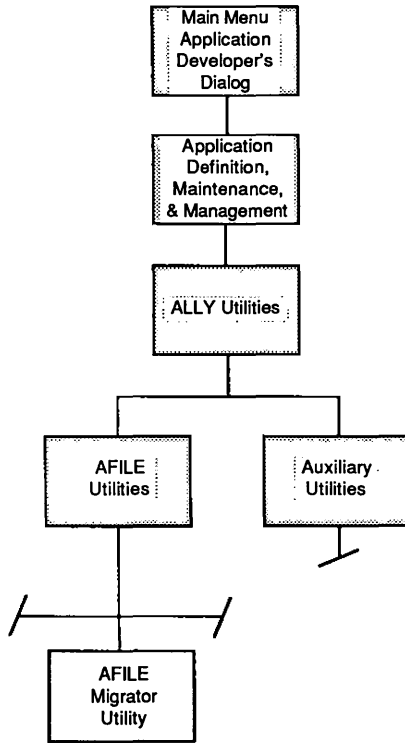 Main Menu
Application
Developer's
Dialog
Application
Definition,
Maintenance,
& Management
ALLY Utilities
AFILE
Utilities
Auxiliary
Utilities
AFILE
Migrator
Utility